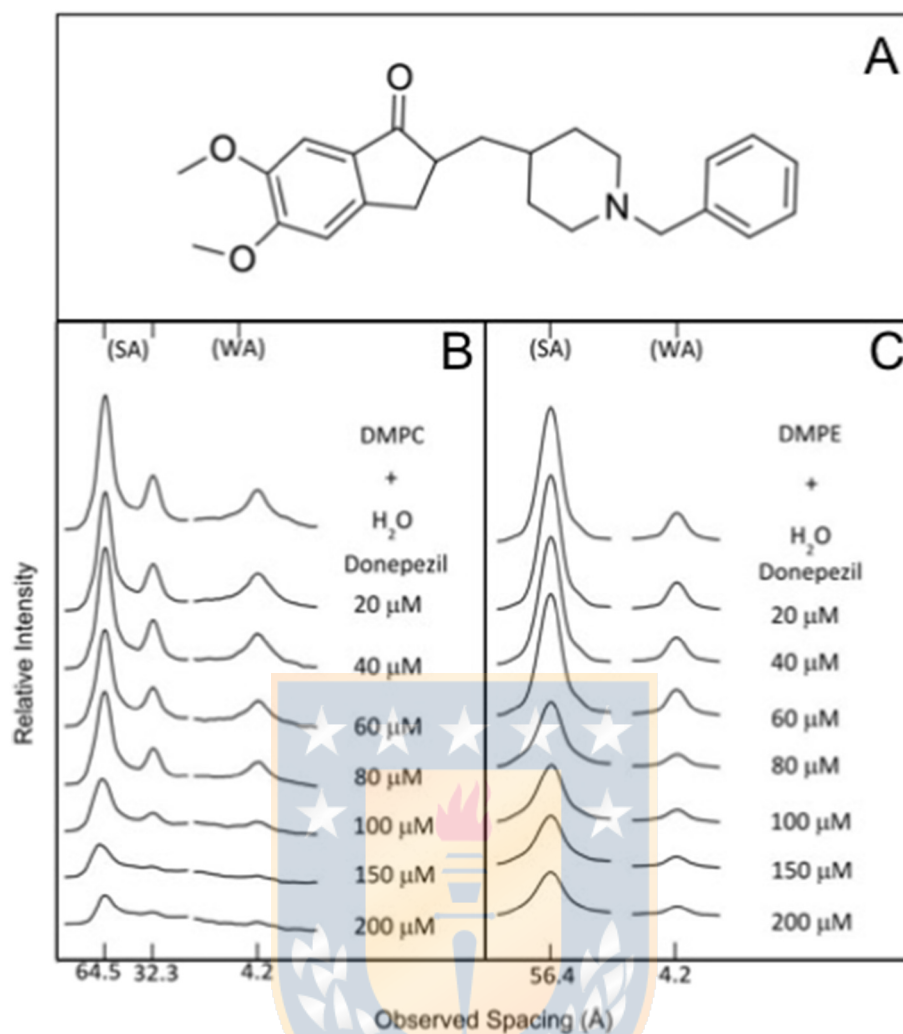 A
O
O
O
N
(SA) (WA) B
DMPC
+
H₂O
Donepezil
20 μM
40 μM
60 μM
80 μM
100 μM
150 μM
200 μM
64.5 32.3 4.2
(SA) (WA) C
DMPE
+
H₂O
Donepezil
20 μM
40 μM
60 μM
80 μM
100 μM
150 μM
200 μM
56.4 4.2
Relative Intensity
Observed Spacing (Å)